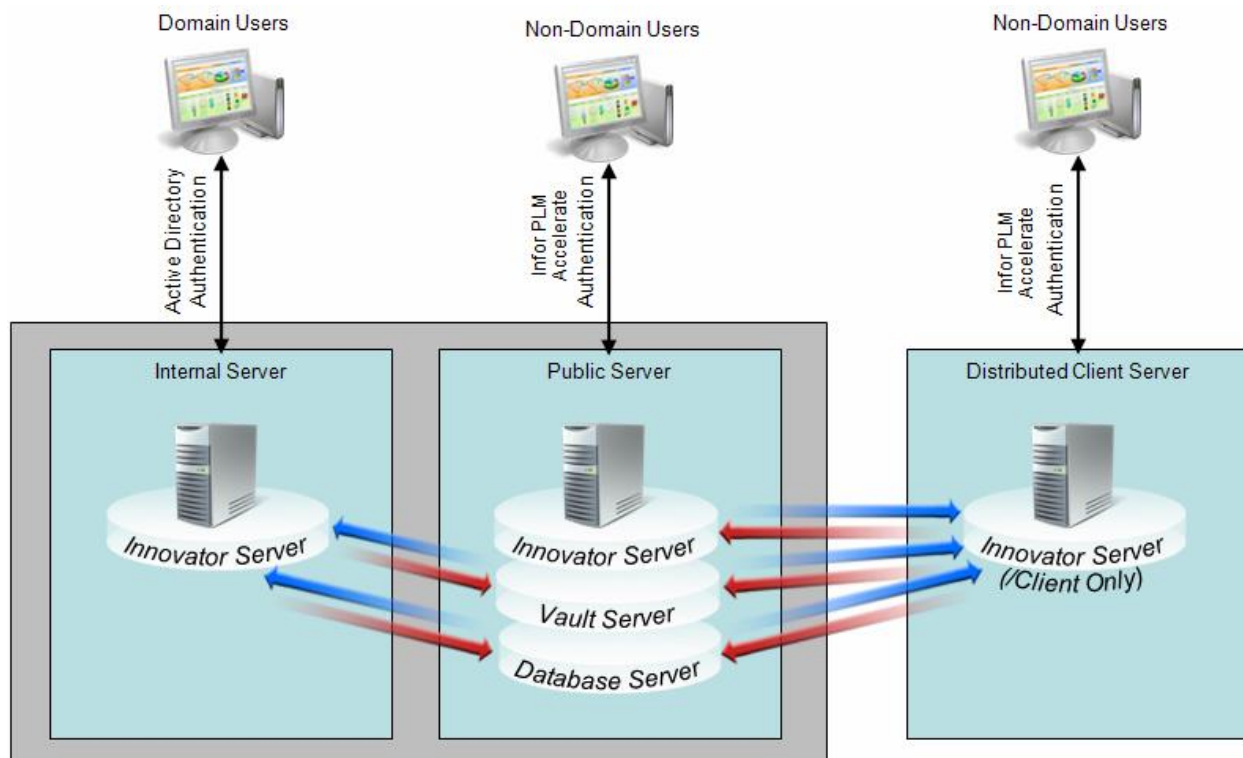 Domain Users
Non-Domain Users
Non-Domain Users
Active Directory
Authentication
Infor PLM
Accelerate
Authentication
Infor PLM
Accelerate
Authentication
Internal Server
Public Server
Distributed Client Server
Innovator Server
Innovator Server
Vault Server
Database Server
Innovator Server
(/Client Only)